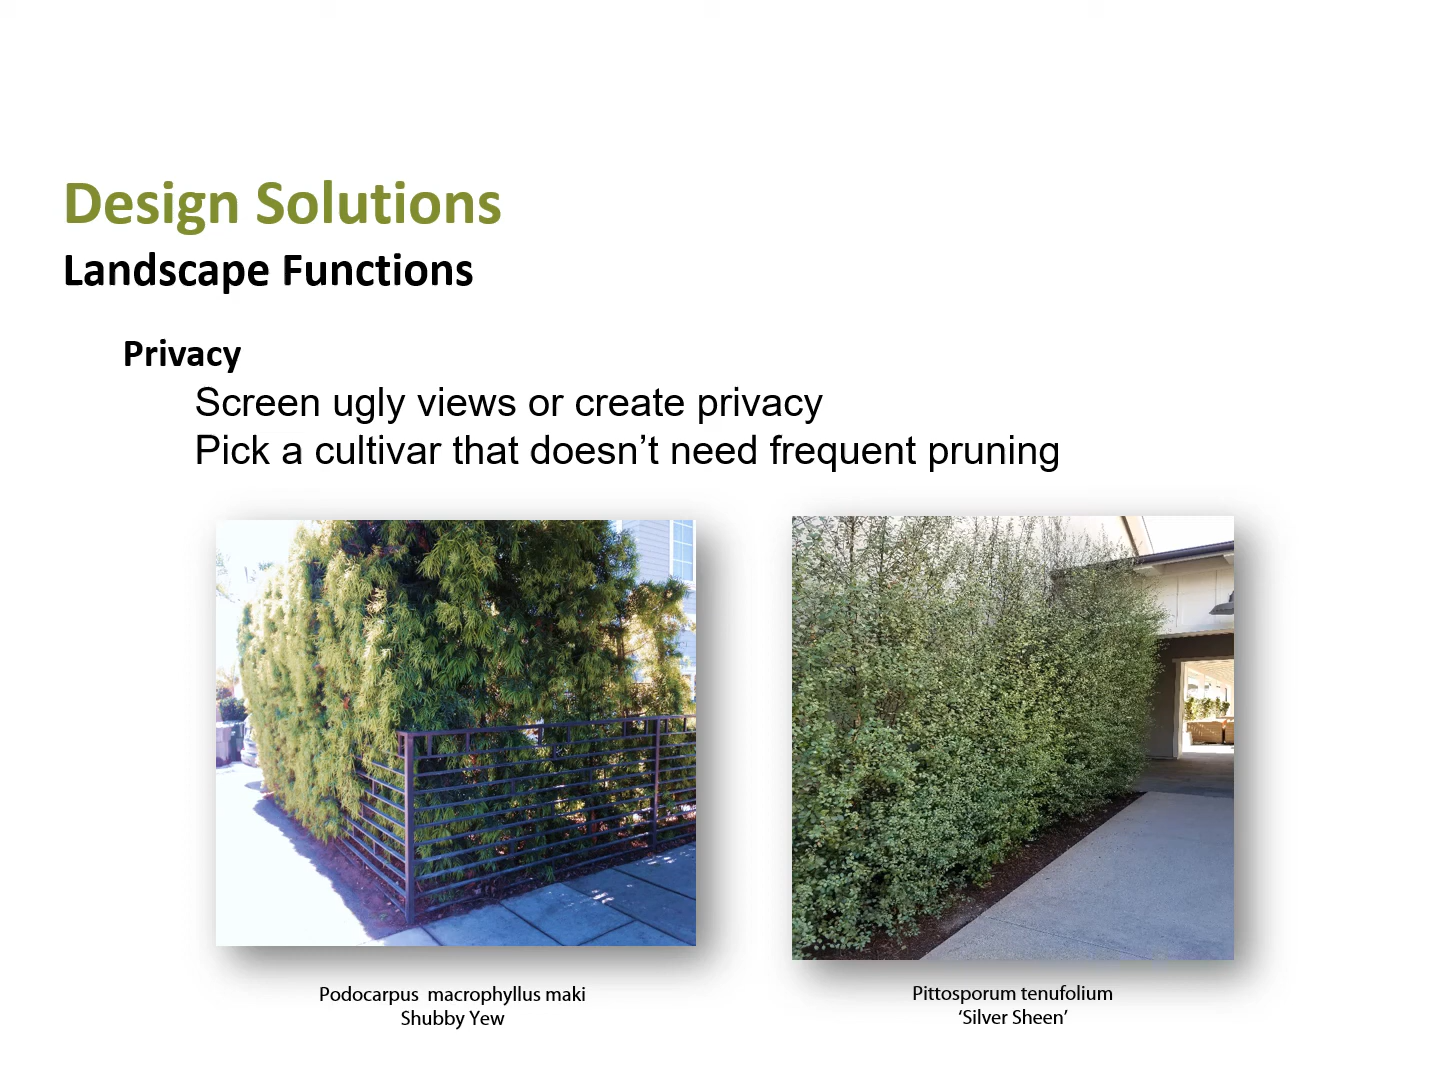 Design Solutions
Landscape Functions
Privacy
Screen ugly views or create privacy
Pick a cultivar that doesn’t need frequent pruning
Podocarpus macrophyllus maki
Shubby Yew
Pittosporum tenufolium
‘Silver Sheen’